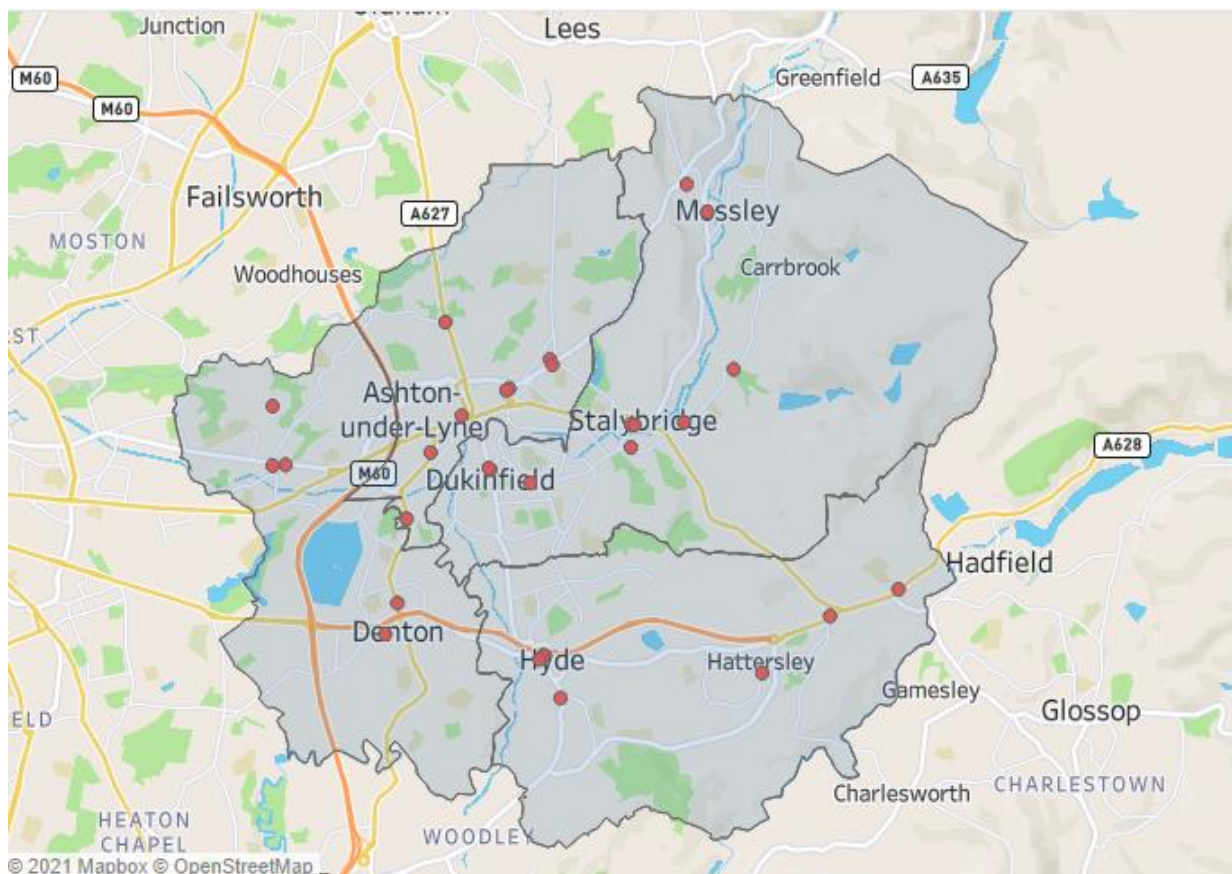 Junction
Lees
Greenfield
M60
A635
M60
Failsworth
A627
Mossley
MOSTON
Woodhouses
Carrbrook
Ashton-
under-Lyne
Stalybridge
A628
M60
Dukinfield
Hadfield
Denton
Hyde
Hattersley
Gamesley
Glossop
Charlesworth
CHARLESTOWN
HEATON
CHAPEL
© 2021 Mapbox © OpenStreetMap